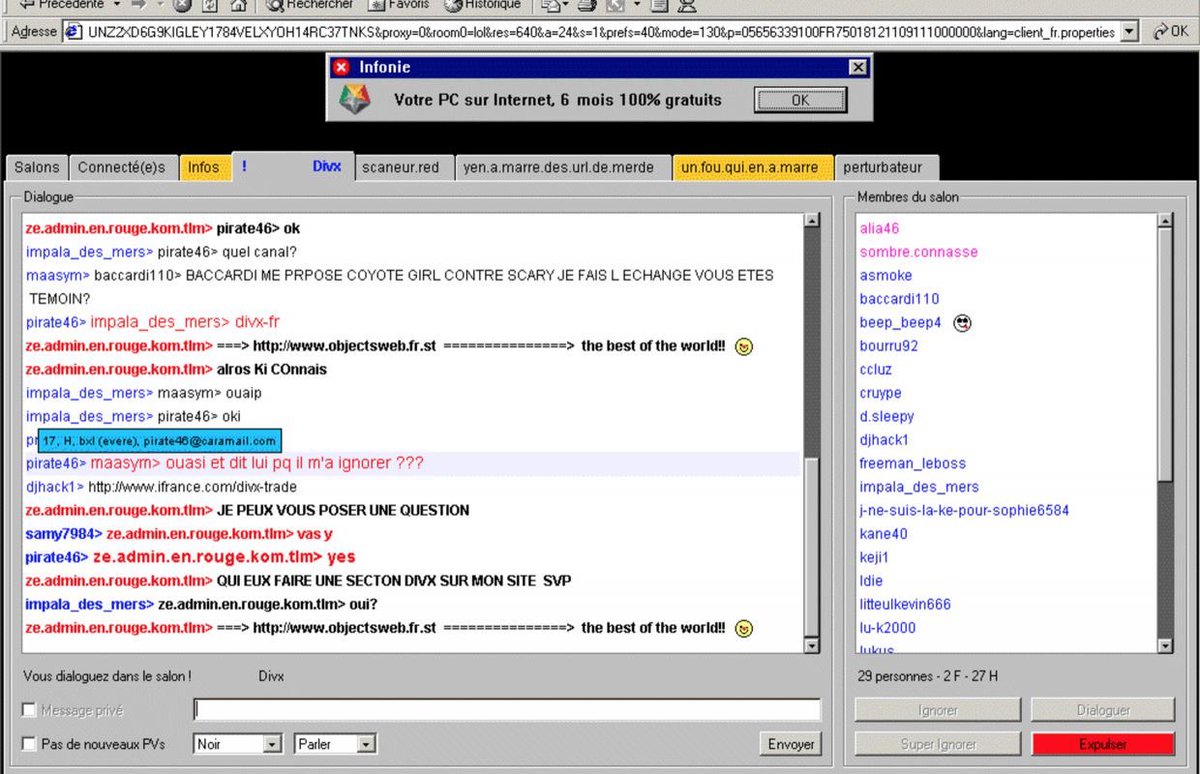 Précédente Rechercher Favoris Historique
Adresse UNZ2XD6G9KIGLEY1784VELXYOH14RC37TNKS&proxy=0&room0=lol&res=640&a=24&s=1&prefs=40&mode=130&p=05656339100FR75018121109111000000&lang=client_fr.properties OK
Infonie
Votre PC sur Internet, 6 mois 100% gratuits OK
Salons Connecté(e)s Infos ! Divx scaneur.red yen.a.marre.des.url.de.merde un.fou.qui.en.a.marre perturbateur
Dialogue
ze.admin.en.rouge.kom.tlm> pirate46> ok
impala_des_mers> pirate46> quel canal?
maasym> baccardi110> BACCARDI ME PRPOSE COYOTE GIRL CONTRE SCARY JE FAIS L ECHANGE VOUS ETES
TEMOIN?
pirate46> impala_des_mers> divx-fr
ze.admin.en.rouge.kom.tlm> ===> http://www.objectsweb.fr.st ===============> the best of the world!!
ze.admin.en.rouge.kom.tlm> alros Ki COnnais
impala_des_mers> maasym> ouaip
impala_des_mers> pirate46> oki
pr 17, H, bxl (evere), pirate46@caramail.com
pirate46> maasym> ouasi et dit lui pq il m'a ignorer ???
djhack1> http://www.ifrance.com/divx-trade
ze.admin.en.rouge.kom.tlm> JE PEUX VOUS POSER UNE QUESTION
samy7984> ze.admin.en.rouge.kom.tlm> vas y
pirate46> ze.admin.en.rouge.kom.tlm> yes
ze.admin.en.rouge.kom.tlm> QUI EUX FAIRE UNE SECTON DIVX SUR MON SITE SVP
impala_des_mers> ze.admin.en.rouge.kom.tlm> oui?
ze.admin.en.rouge.kom.tlm> ===> http://www.objectsweb.fr.st ===============> the best of the world!!
Vous dialoguez dans le salon ! Divx
Message privé
Pas de nouveaux PVs Noir Parler Envoyer
Membres du salon
alia46
sombre.connasse
asmoke
baccardi110
beep_beep4
bourru92
ccluz
cruype
d.sleepy
djhack1
freeman_leboss
impala_des_mers
j-ne-suis-la-ke-pour-sophie6584
kane40
keji1
ldie
litteulkevin666
lu-k2000
lukus
29 personnes - 2 F - 27 H
Ignorer Dialoguer
Super Ignorer Expulser